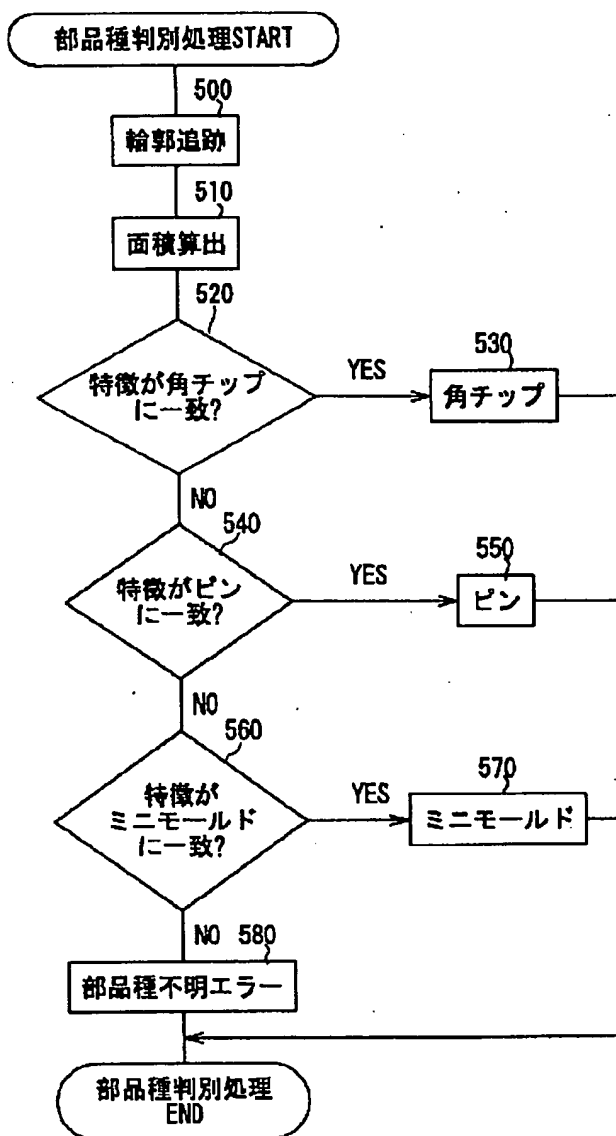 部品種判別処理START
500
輪郭追跡
510
面積算出
520
特徴が角チップ
に一致?
YES
530
角チップ
NO
540
特徴がピン
に一致?
YES
550
ピン
NO
560
特徴が
ミニモールド
に一致?
YES
570
ミニモールド
NO
580
部品種不明エラー
部品種判別処理
END